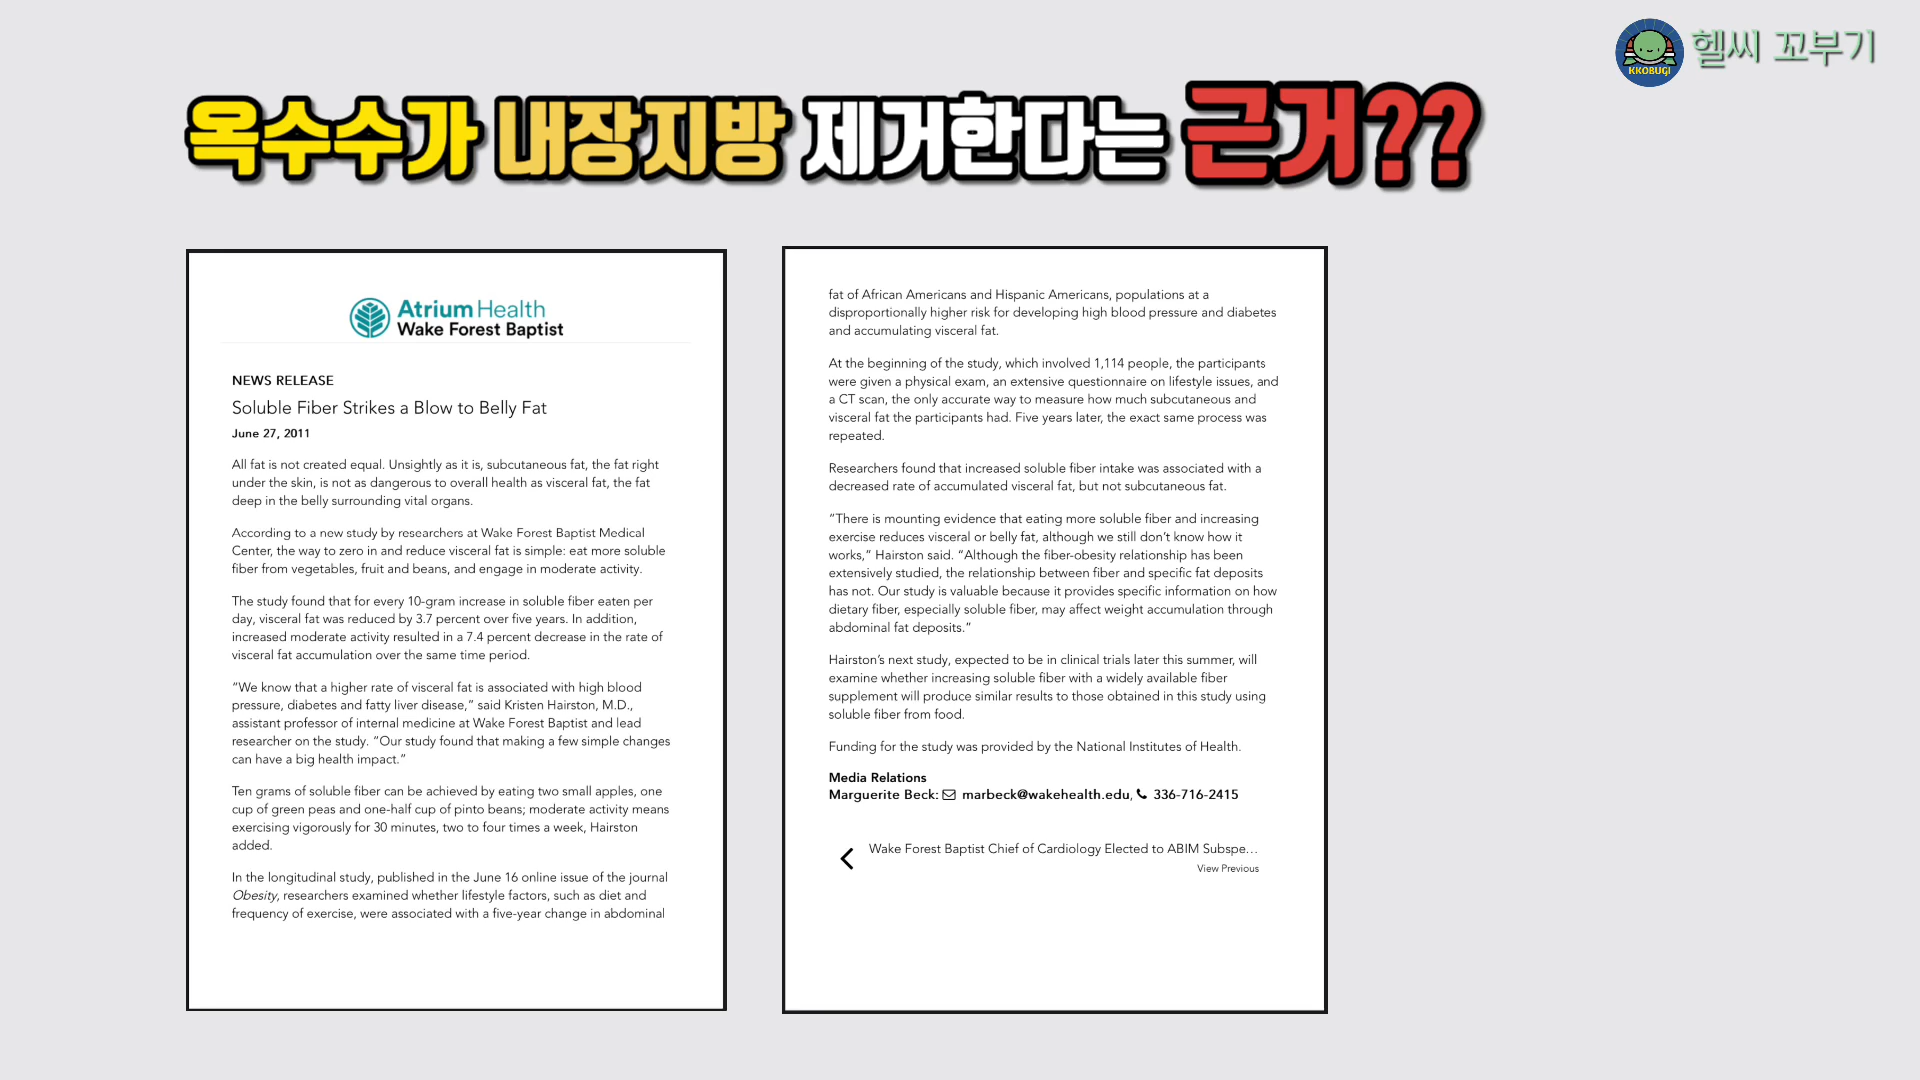 KKOBUGI
헬씨 꼬부기
옥수수가 내장지방 제거한다는 근거??
Atrium Health
Wake Forest Baptist
NEWS RELEASE
Soluble Fiber Strikes a Blow to Belly Fat
June 27, 2011
All fat is not created equal. Unsightly as it is, subcutaneous fat, the fat right
under the skin, is not as dangerous to overall health as visceral fat, the fat
deep in the belly surrounding vital organs.
According to a new study by researchers at Wake Forest Baptist Medical
Center, the way to zero in and reduce visceral fat is simple: eat more soluble
fiber from vegetables, fruit and beans, and engage in moderate activity.
The study found that for every 10-gram increase in soluble fiber eaten per
day, visceral fat was reduced by 3.7 percent over five years. In addition,
increased moderate activity resulted in a 7.4 percent decrease in the rate of
visceral fat accumulation over the same time period.
“We know that a higher rate of visceral fat is associated with high blood
pressure, diabetes and fatty liver disease,” said Kristen Hairston, M.D.,
assistant professor of internal medicine at Wake Forest Baptist and lead
researcher on the study. “Our study found that making a few simple changes
can have a big health impact.”
Ten grams of soluble fiber can be achieved by eating two small apples, one
cup of green peas and one-half cup of pinto beans; moderate activity means
exercising vigorously for 30 minutes, two to four times a week, Hairston
added.
In the longitudinal study, published in the June 16 online issue of the journal
Obesity, researchers examined whether lifestyle factors, such as diet and
frequency of exercise, were associated with a five-year change in abdominal
fat of African Americans and Hispanic Americans, populations at a
disproportionally higher risk for developing high blood pressure and diabetes
and accumulating visceral fat.
At the beginning of the study, which involved 1,114 people, the participants
were given a physical exam, an extensive questionnaire on lifestyle issues, and
a CT scan, the only accurate way to measure how much subcutaneous and
visceral fat the participants had. Five years later, the exact same process was
repeated.
Researchers found that increased soluble fiber intake was associated with a
decreased rate of accumulated visceral fat, but not subcutaneous fat.
“There is mounting evidence that eating more soluble fiber and increasing
exercise reduces visceral or belly fat, although we still don’t know how it
works,” Hairston said. “Although the fiber-obesity relationship has been
extensively studied, the relationship between fiber and specific fat deposits
has not. Our study is valuable because it provides specific information on how
dietary fiber, especially soluble fiber, may affect weight accumulation through
abdominal fat deposits.”
Hairston’s next study, expected to be in clinical trials later this summer, will
examine whether increasing soluble fiber with a widely available fiber
supplement will produce similar results to those obtained in this study using
soluble fiber from food.
Funding for the study was provided by the National Institutes of Health.
Media Relations
Marguerite Beck: marbeck@wakehealth.edu, 336-716-2415
Wake Forest Baptist Chief of Cardiology Elected to ABIM Subspe…
View Previous